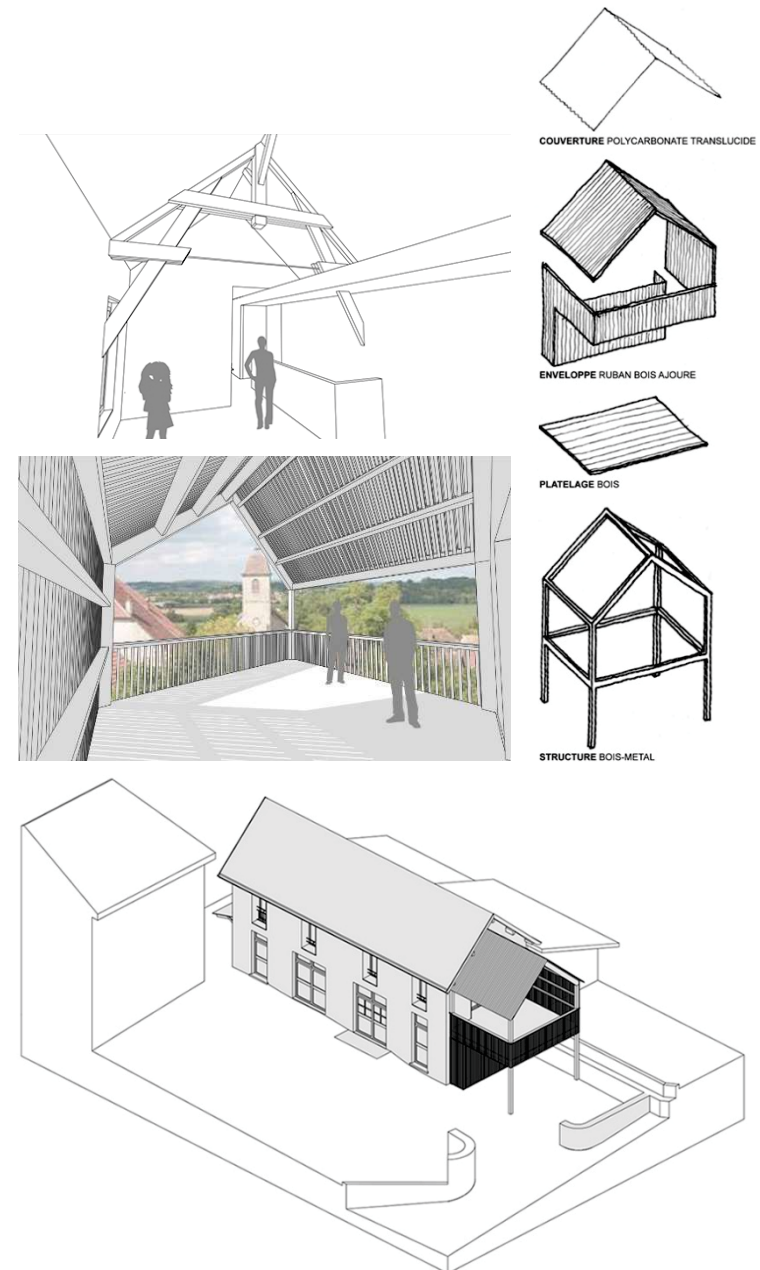 COUVERTURE POLYCARBONATE TRANSLUCIDE
ENVELOPPE RUBAN BOIS AJOURE
PLATELAGE BOIS
STRUCTURE BOIS-METAL